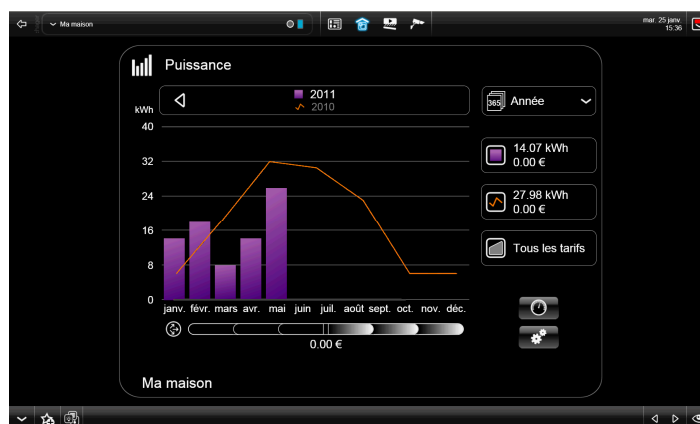 Ma maison
mar. 25 janv.
15:36
Puissance
2011
2010
365
Année
kWh
40
32
24
16
8
0
janv. févr. mars avr. mai juin juil. août sept. oct. nov. déc.
14.07 kWh
0.00 €
27.98 kWh
0.00 €
Tous les tarifs
0.00 €
Ma maison